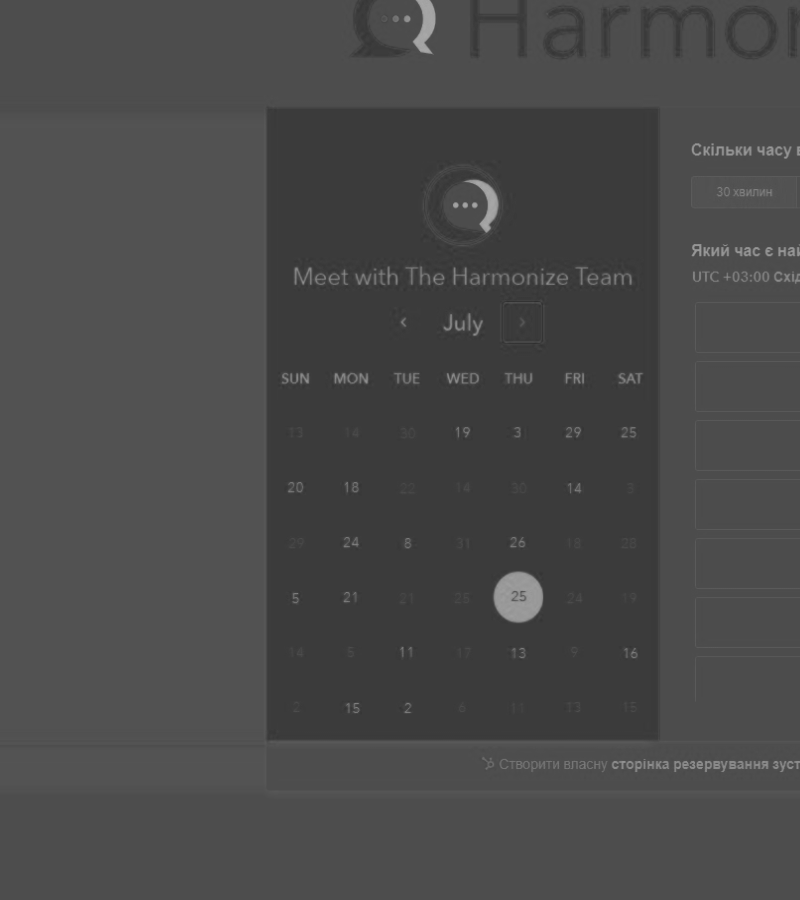 Harmon
Meet with The Harmonize Team
July
SUN MON TUE WED THU FRI SAT
13 14 30 19 3 29 25
20 18 22 14 30 14 3
29 24 8 31 26 18 28
5 21 21 25 25 24 19
14 5 11 17 13 9 16
2 15 2 6 11 13 15
Скільки часу
30 хвилин
Який час є най
UTC +03:00 Схід
Створити власну сторінка резервування зуст